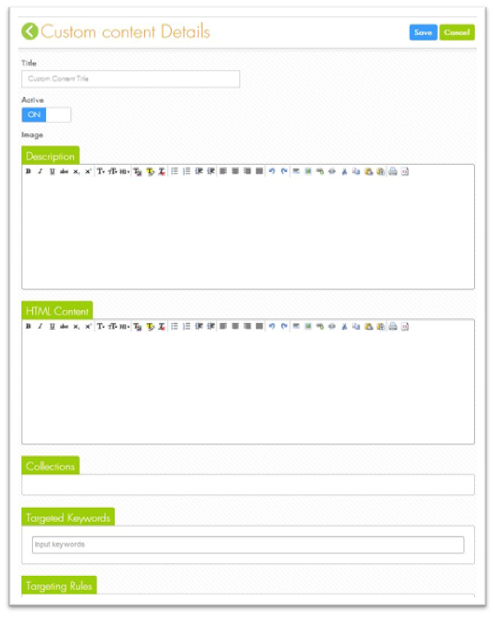 Custom content Details
Save Cancel
Title
Custom Content Title
Active
ON
Image
Description
HTML Content
Collections
Targeted Keywords
Input keywords
Targeting Rules